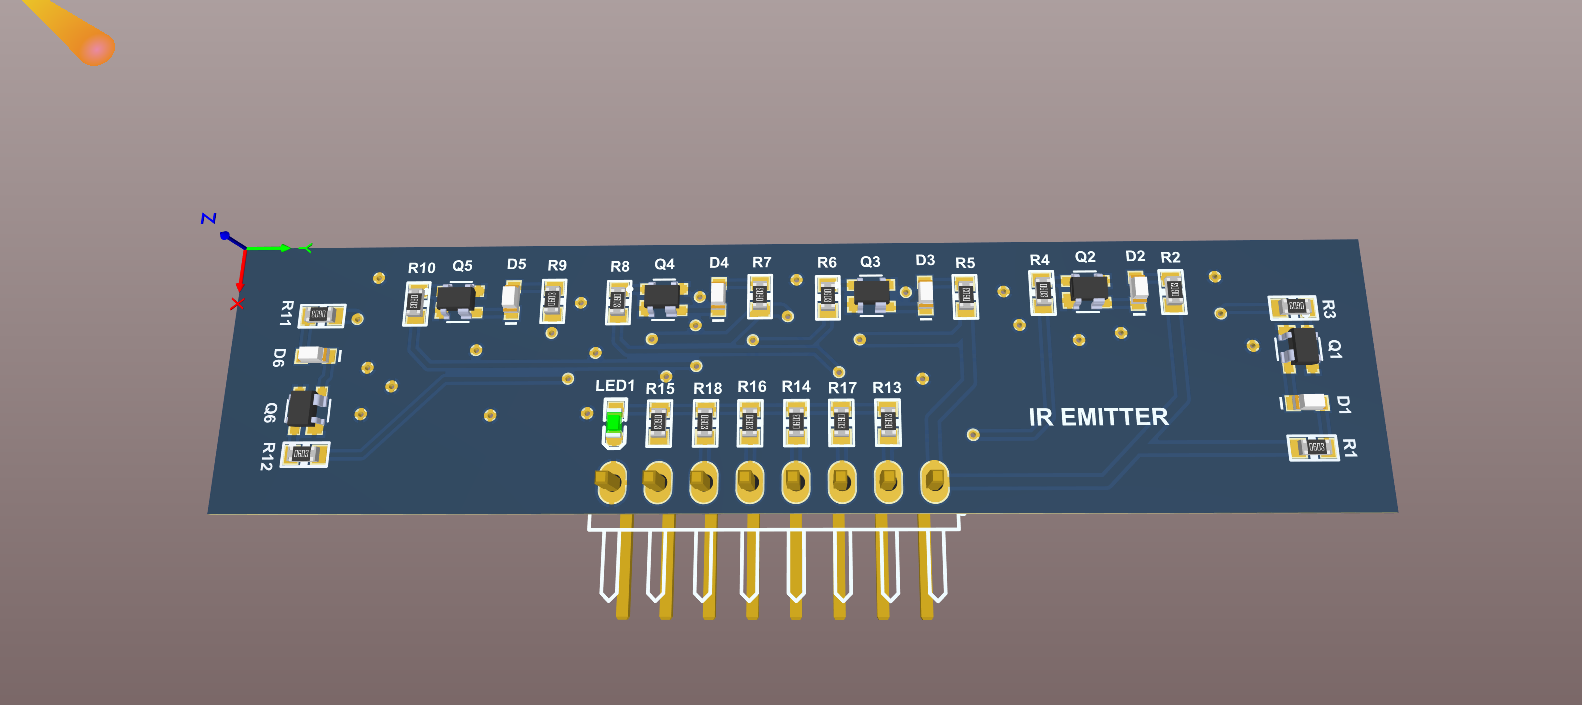 Z
R10 Q5 D5 R9 R8 Q4 D4 R7 R6 Q3 D3 R5 R4 Q2 D2 R2
R11 R3
D6 Q1
LED1 R15 R18 R16 R14 R17 R13
Q6 IR EMITTER D1
R12 R1
0603